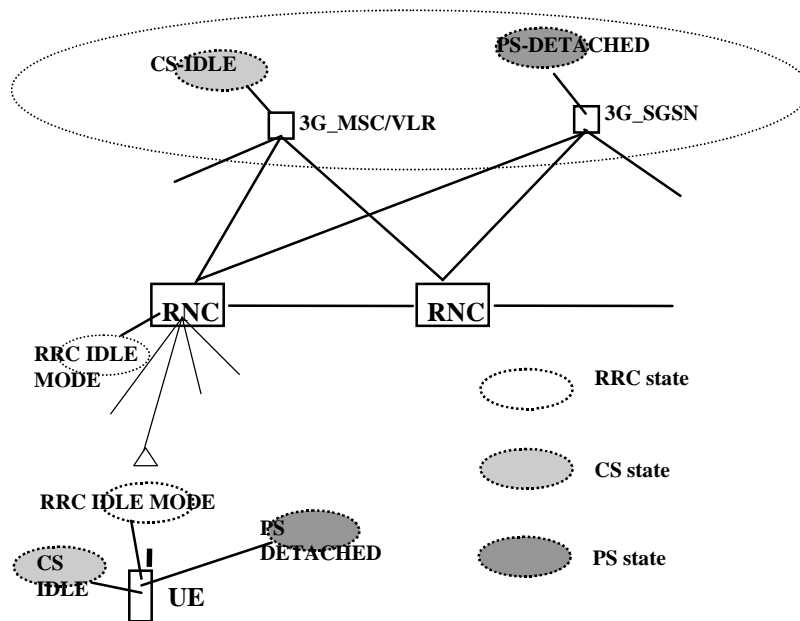 CS-IDLE
PS-DETACHED
3G_MSC/VLR
3G_SGSN
RNC
RNC
RRC IDLE
MODE
RRC state
CS state
RRC IDLE MODE
PS
DETACHED
CS
IDLE
UE
PS state